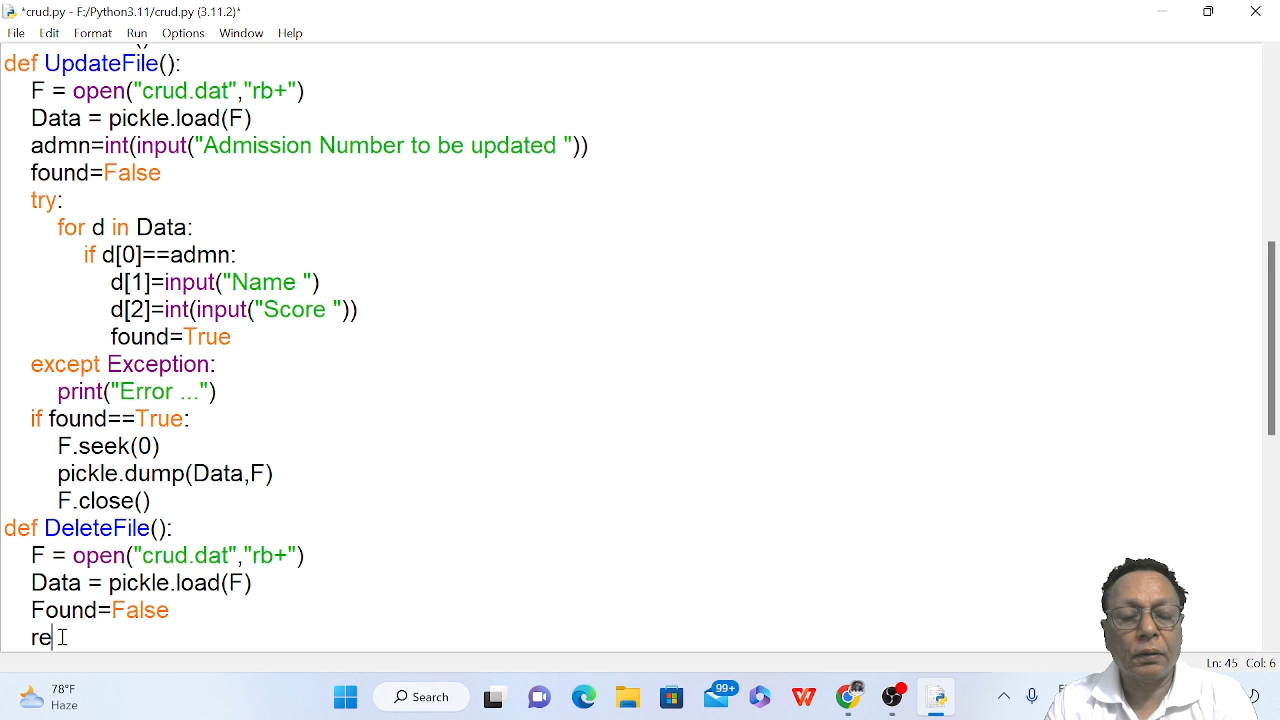 *crud.py - F:/Python3.11/crud.py (3.11.2)*
File Edit Format Run Options Window Help
def UpdateFile():
F = open("crud.dat","rb+")
Data = pickle.load(F)
admn=int(input("Admission Number to be updated "))
found=False
try:
for d in Data:
if d[0]==admn:
d[1]=input("Name ")
d[2]=int(input("Score "))
found=True
except Exception:
print("Error ...")
if found==True:
F.seek(0)
pickle.dump(Data,F)
F.close()
def DeleteFile():
F = open("crud.dat","rb+")
Data = pickle.load(F)
Found=False
re
Ln: 45 Col: 6
78°F
Haze
Search
99+